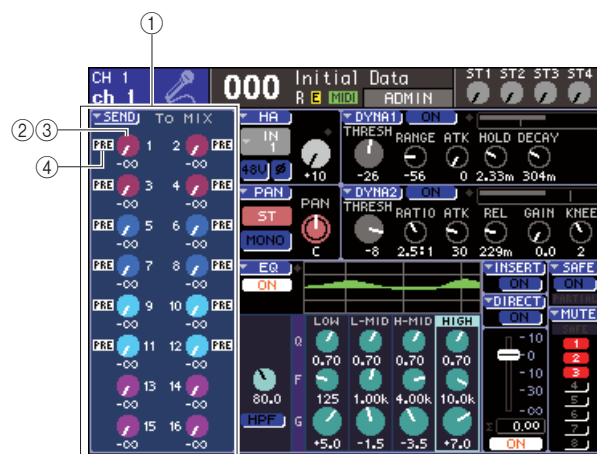 ①
CH 1
ch 1
000
Initial Data
R E MIDI
ADMIN
ST1 ST2 ST3 ST4
②③
④
SEND To MIX
PRE 1 2 PRE
-∞ -∞
PRE 3 4 PRE
-∞ -∞
PRE 5 6 PRE
-∞ -∞
PRE 7 8 PRE
-∞ -∞
PRE 9 10 PRE
-∞ -∞
PRE 11 12 PRE
-∞ -∞
13 14
-∞ -∞
15 16
-∞ -∞
HA
IN 1
48V Ø
+10
DYNA1 ON
THRESH RANGE ATK HOLD DECAY
-26 -56 0 2.33m 304m
PAN
ST
MONO
PAN
C
DYNA2 ON
THRESH RATIO ATK REL GAIN KNEE
-8 2.5:1 30 229m 0.0 2
EQ
ON
LOW L-MID H-MID HIGH
Q
0.70 0.70 0.70 0.70
F
80.0 125 1.00k 4.00k 10.0k
HPF
G
+5.0 -1.5 -3.5 +7.0
INSERT
ON
DIRECT
ON
10
-0
-10
-30
-∞
Σ 0.00
ON
SAFE
ON
PARTIAL
MUTE
SAFE
1
2
3
4
5
6
7
8